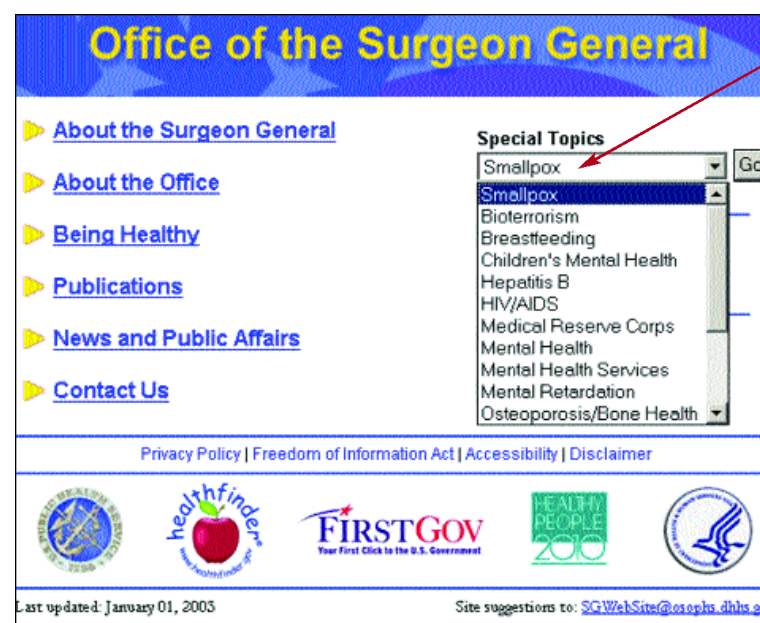 Office of the Surgeon General
About the Surgeon General
About the Office
Being Healthy
Publications
News and Public Affairs
Contact Us
Special Topics
Smallpox
Go
Smallpox
Bioterrorism
Breastfeeding
Children's Mental Health
Hepatitis B
HIV/AIDS
Medical Reserve Corps
Mental Health
Mental Health Services
Mental Retardation
Osteoporosis/Bone Health
Privacy Policy | Freedom of Information Act | Accessibility | Disclaimer
healthfinder®
www.healthfinder.gov
FIRSTGOV
Your First Click to the U.S. Government
HEALTHY
PEOPLE
2010
Last updated: January 01, 2003
Site suggestions to: SGWebSite@osophs.dhhs.g